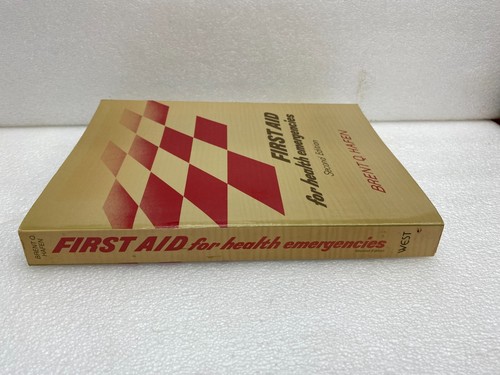 FIRST AID
for health emergencies
Second Edition
BRENT Q. HAFEN
BRENT Q.
HAFEN
FIRST AID for health emergencies
WEST